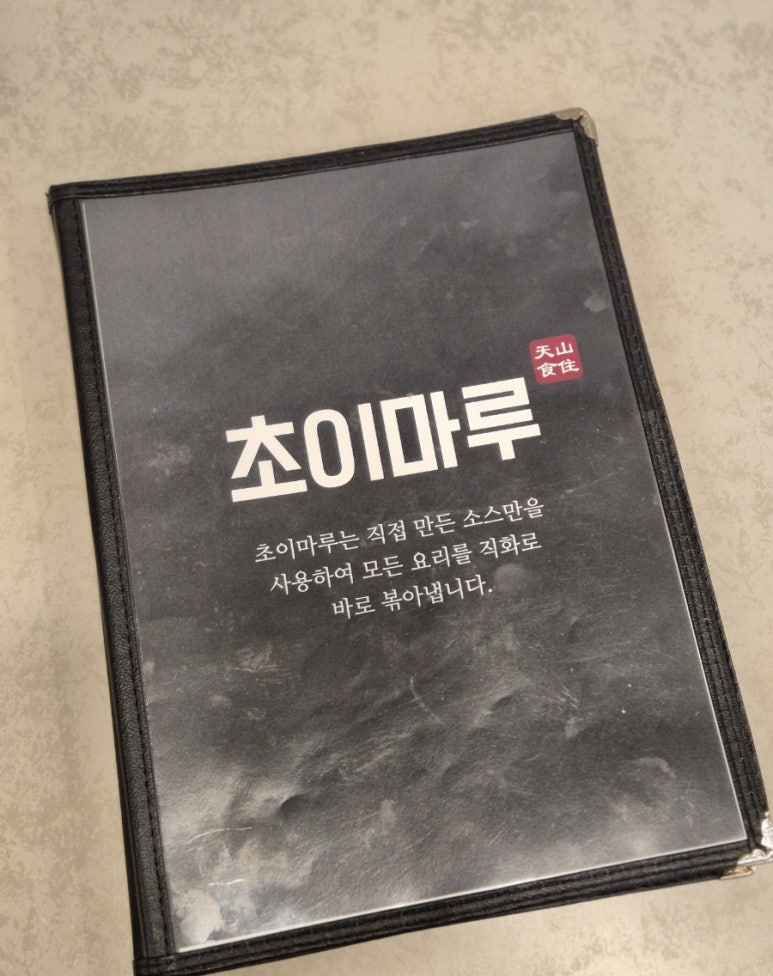 天山
食住
초이마루
초이마루는 직접 만든 소스만을
사용하여 모든 요리를 직화로
바로 볶아냅니다.